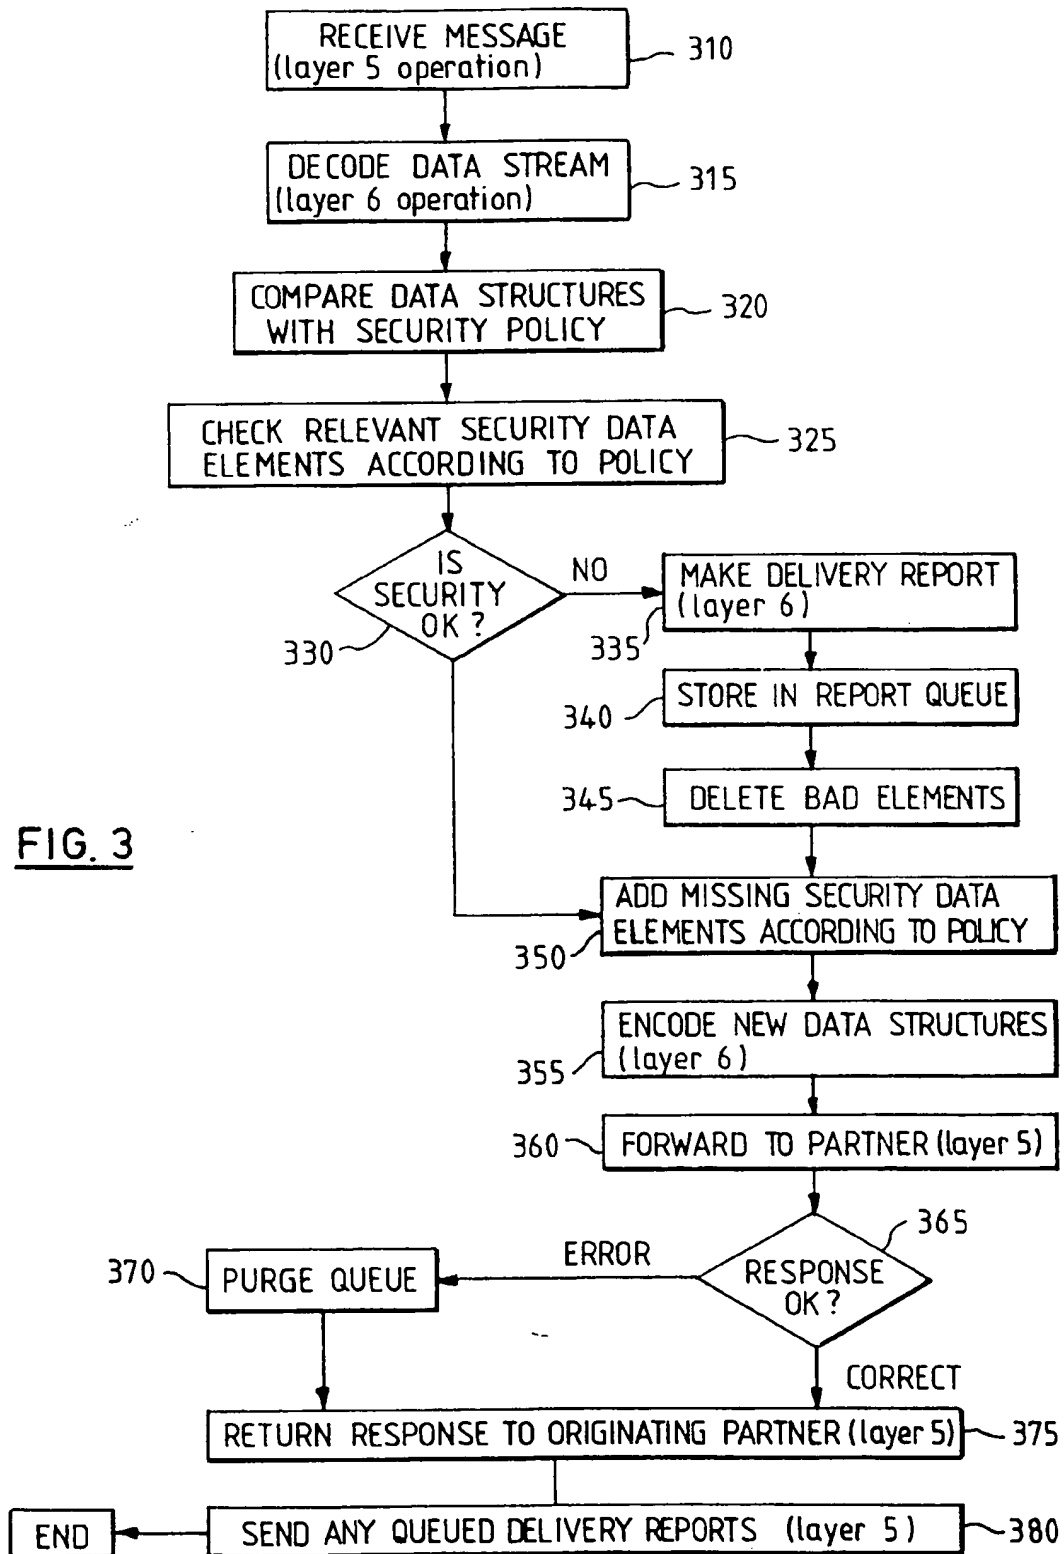 RECEIVE MESSAGE
(layer 5 operation)
310
DECODE DATA STREAM
(layer 6 operation)
315
COMPARE DATA STRUCTURES
WITH SECURITY POLICY
320
CHECK RELEVANT SECURITY DATA
ELEMENTS ACCORDING TO POLICY
325
IS
SECURITY
OK?
330
NO
MAKE DELIVERY REPORT
(layer 6)
335
STORE IN REPORT QUEUE
340
DELETE BAD ELEMENTS
345
FIG. 3
ADD MISSING SECURITY DATA
ELEMENTS ACCORDING TO POLICY
350
ENCODE NEW DATA STRUCTURES
(layer 6)
355
FORWARD TO PARTNER (layer 5)
360
RESPONSE
OK?
365
ERROR
PURGE QUEUE
370
CORRECT
RETURN RESPONSE TO ORIGINATING PARTNER (layer 5)
375
SEND ANY QUEUED DELIVERY REPORTS (layer 5)
380
END